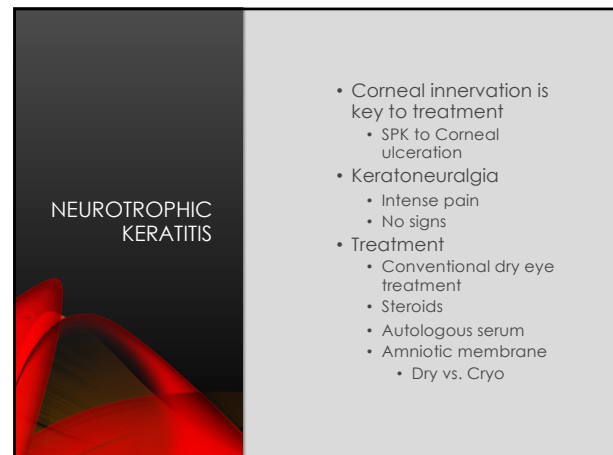 NEUROTROPHIC
KERATITIS
• Corneal innervation is
key to treatment
• SPK to Corneal
ulceration
• Keratoneuralgia
• Intense pain
• No signs
• Treatment
• Conventional dry eye
treatment
• Steroids
• Autologous serum
• Amniotic membrane
• Dry vs. Cryo